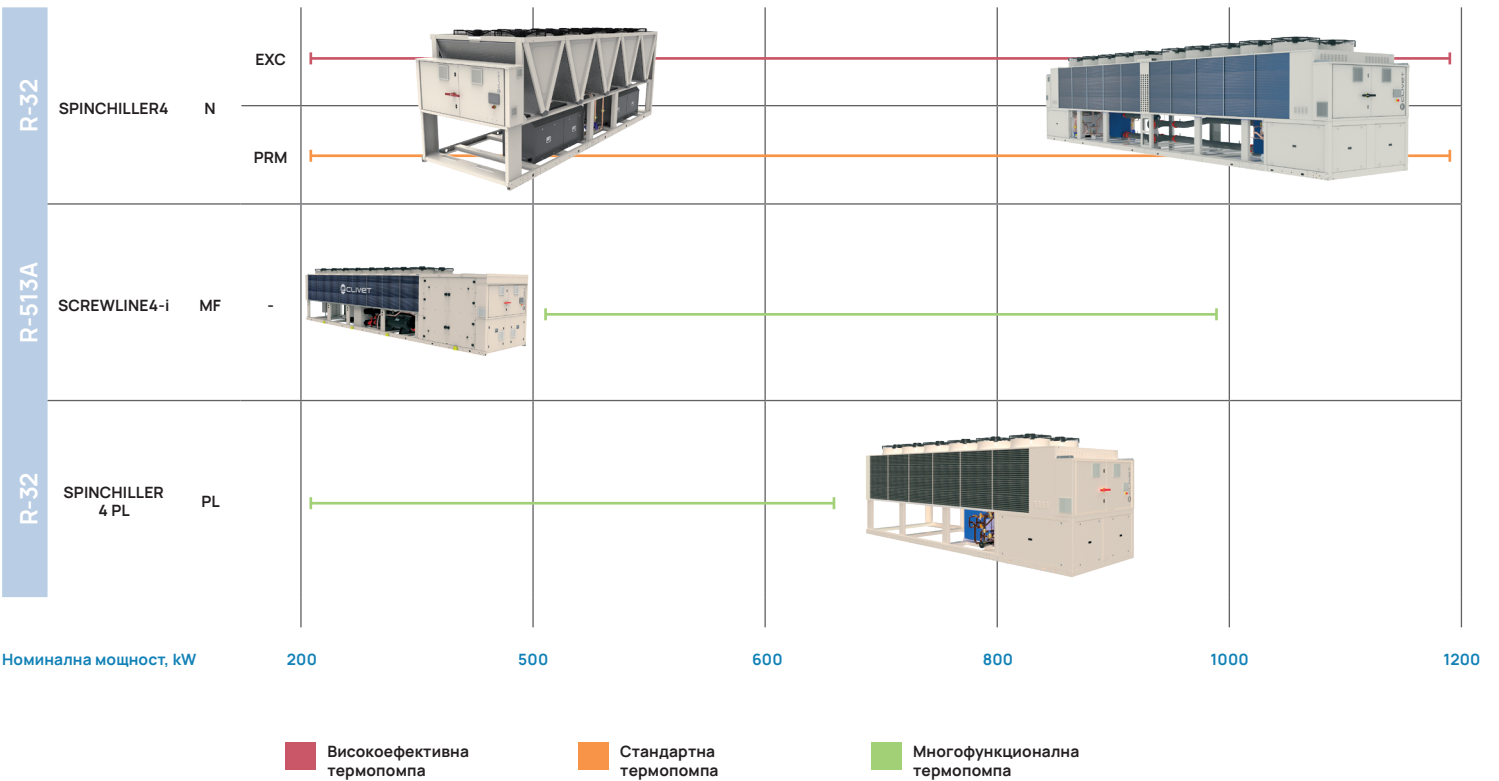 R-32
SPINCHILLER4
N
EXC
PRM
R-513A
SCREWLINE4-i
MF
-
CLIVET
R-32
SPINCHILLER
4 PL
PL
Номинална мощност, kW
200
500
600
800
1000
1200
Високоефективна
термопомпа
Стандартна
термопомпа
Многофункционална
термопомпа